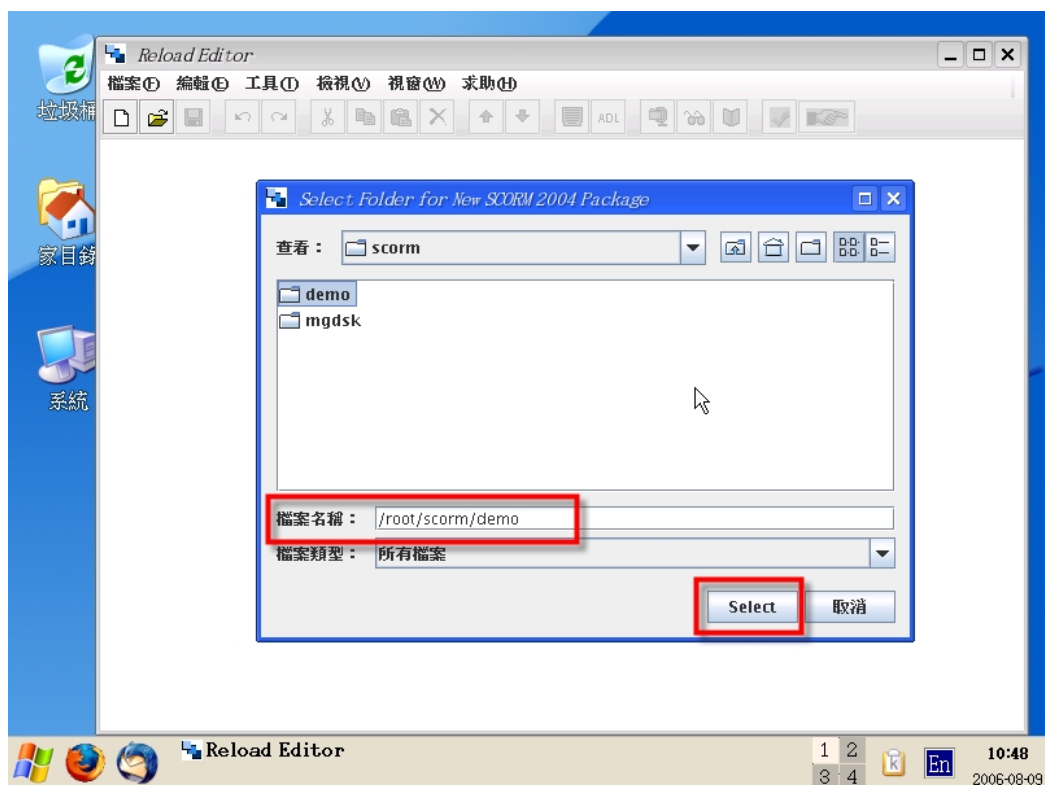 Reload Editor
檔案(F) 編輯(E) 工具(T) 檢視(V) 視窗(W) 求助(H)
ADL
垃圾桶
家目錄
系統
Select Folder for New SCORM 2004 Package
查看： scorm
demo
mgdsk
檔案名稱： /root/scorm/demo
檔案類型： 所有檔案
Select 取消
Reload Editor
1 2
3 4
k
En
10:48
2006-08-09